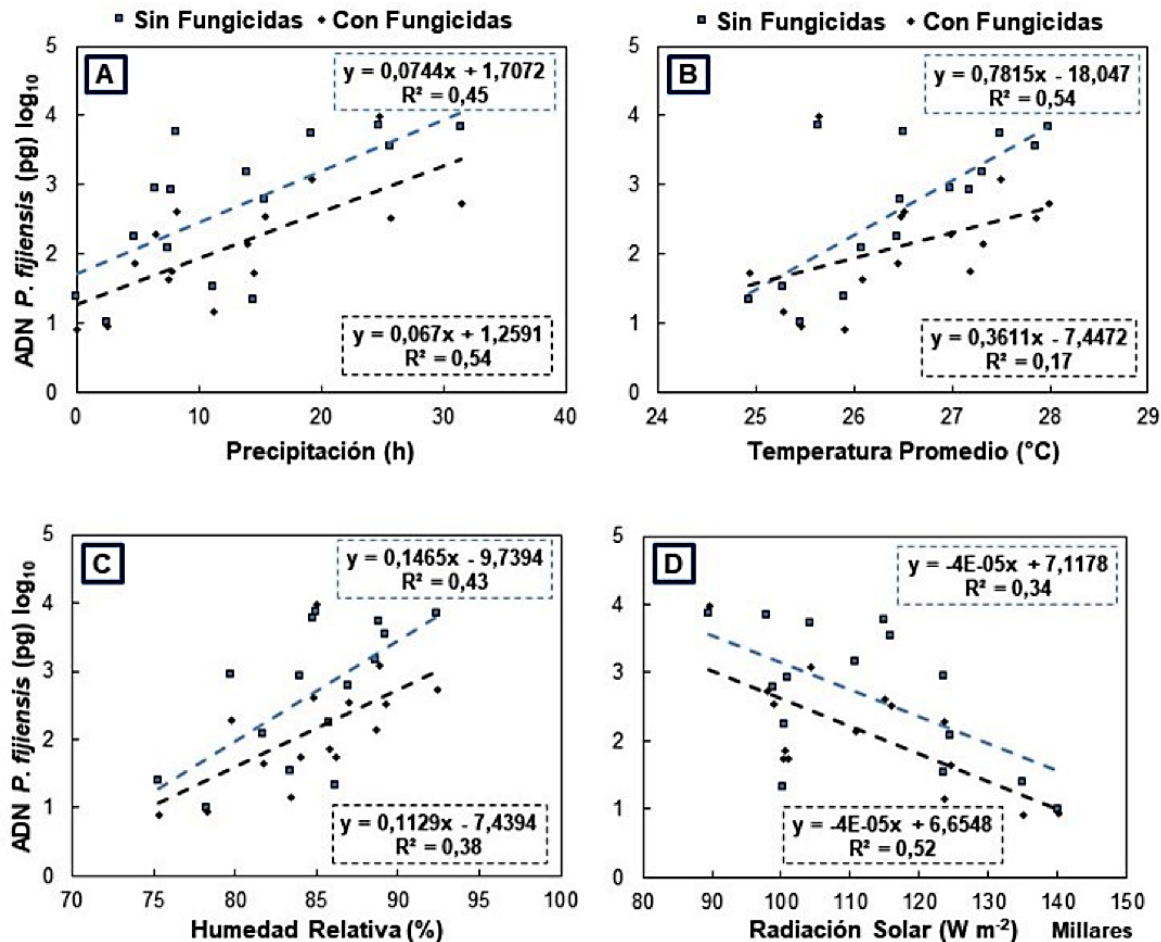 Sin Fungicidas Con Fungicidas
ADN P. fijiensis (pg) log₁₀
A
5
4
3
2
1
0
y = 0,0744x + 1,7072
R² = 0,45
y = 0,067x + 1,2591
R² = 0,54
0 10 20 30 40
Precipitación (h)
Sin Fungicidas Con Fungicidas
B
5
4
3
2
1
0
y = 0,7815x - 18,047
R² = 0,54
y = 0,3611x - 7,4472
R² = 0,17
24 25 26 27 28 29
Temperatura Promedio (°C)
ADN P. fijiensis (pg) log₁₀
C
5
4
3
2
1
0
y = 0,1465x - 9,7394
R² = 0,43
y = 0,1129x - 7,4394
R² = 0,38
70 75 80 85 90 95 100
Humedad Relativa (%)
D
5
4
3
2
1
0
y = -4E-05x + 7,1178
R² = 0,34
y = -4E-05x + 6,6548
R² = 0,52
80 90 100 110 120 130 140 150
Radiación Solar (W m⁻²) Millares